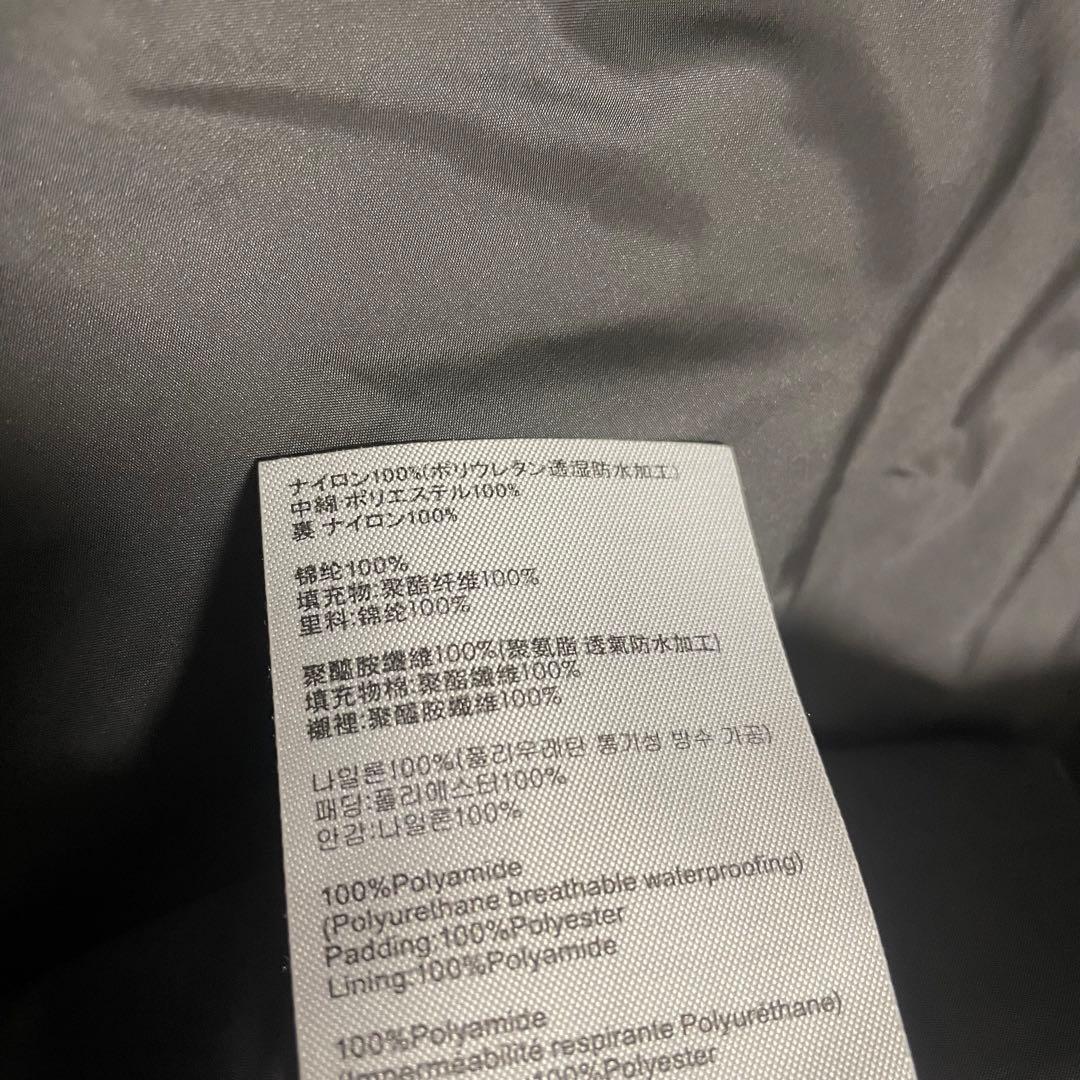 ナイロン100%(ポリウレタン透湿防水加工)
中綿 ポリエステル100%
裏 ナイロン100%
锦纶100%
填充物:聚酯纤维100%
里料:锦纶100%
聚醯胺纖維100%(聚氨脂 透氣防水加工)
填充物棉:聚酯纖維100%
襯裡:聚醯胺纖維100%
나일론100%(폴리우레탄 통기성 방수 가공)
패딩:폴리에스터100%
안감:나일론100%
100%Polyamide
(Polyurethane breathable waterproofing)
Padding:100%Polyester
Lining:100%Polyamide
100%Polyamide
(Imperméabilité respirante Polyuréthane)
100%Polyester